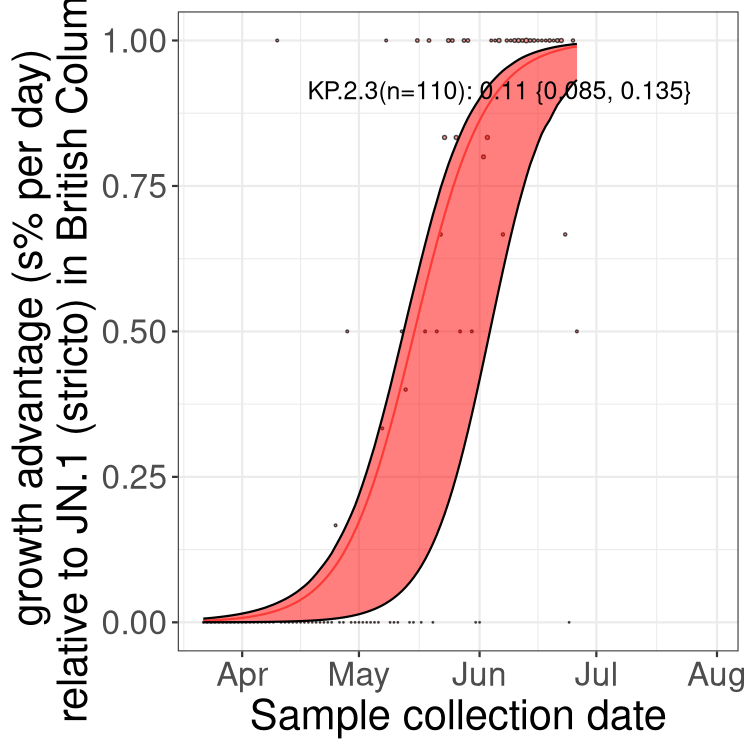 growth advantage (s% per day)
relative to JN.1 (stricto) in British Colum
1.00
0.75
0.50
0.25
0.00
KP.2.3(n=110): 0.11 {0.085, 0.135}
Apr May Jun Jul Aug
Sample collection date